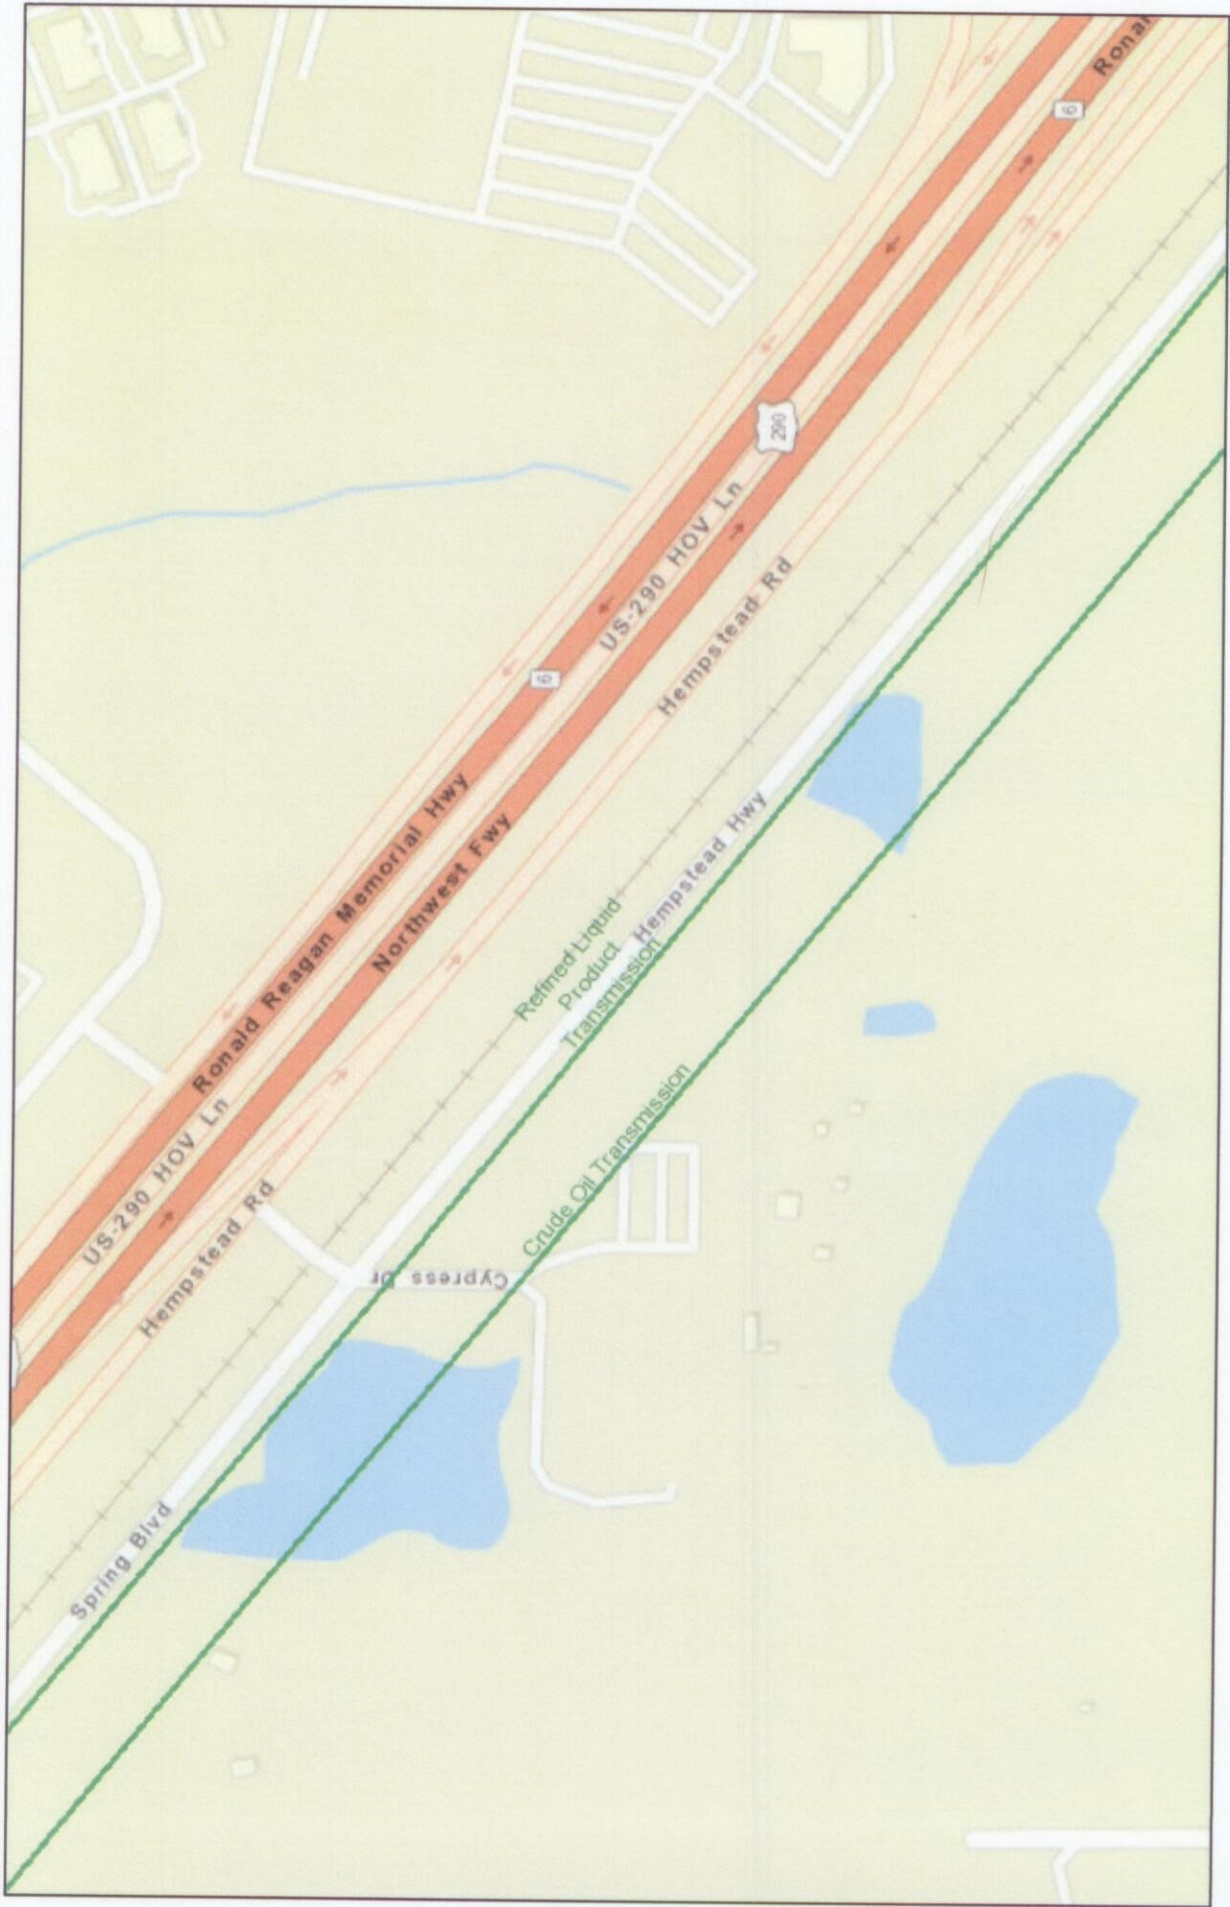 Ronal
6
290
US-290 HOV Ln
Hempstead Rd
6
Ronald Reagan Memorial Hwy
Northwest Fwy
Hempstead Hwy
Refined Liquid
Product
Transmission
Crude Oil Transmission
US-290 HOV Ln
Hempstead Rd
Cypress Dr
Spring Blvd